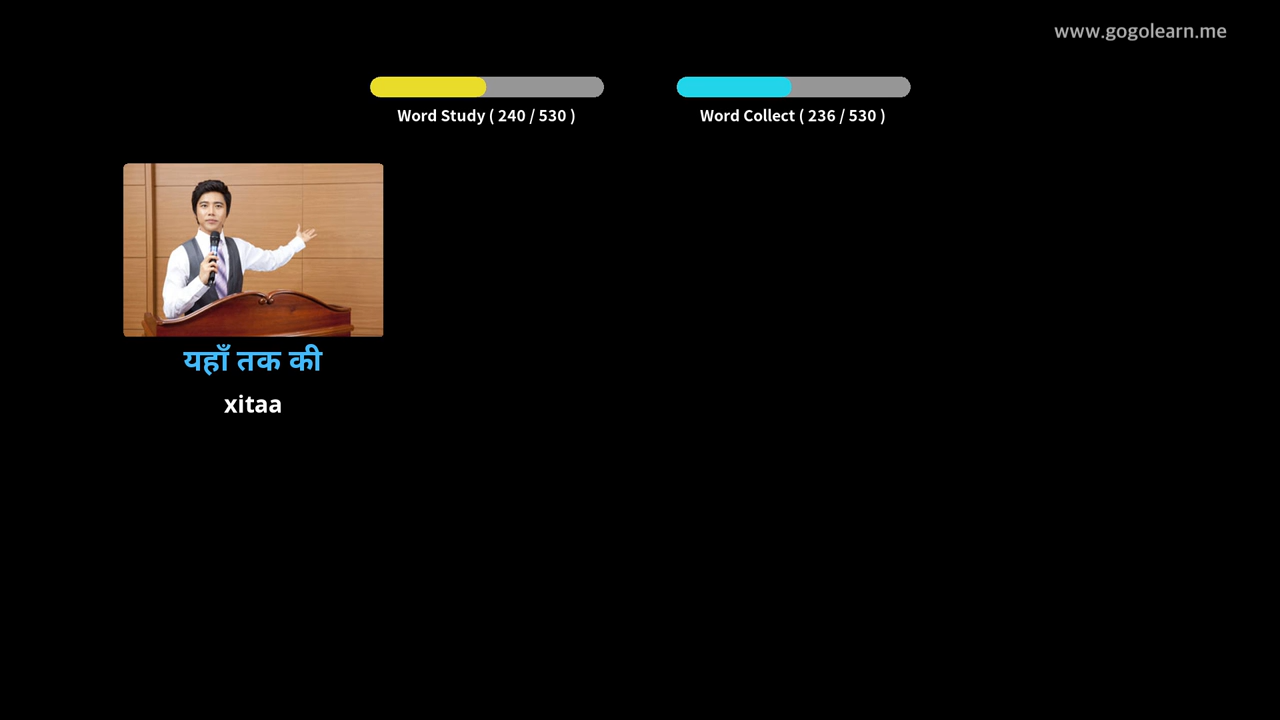 www.gogolearn.me
Word Study ( 240 / 530 )
Word Collect ( 236 / 530 )
यहाँ तक की
xitaa